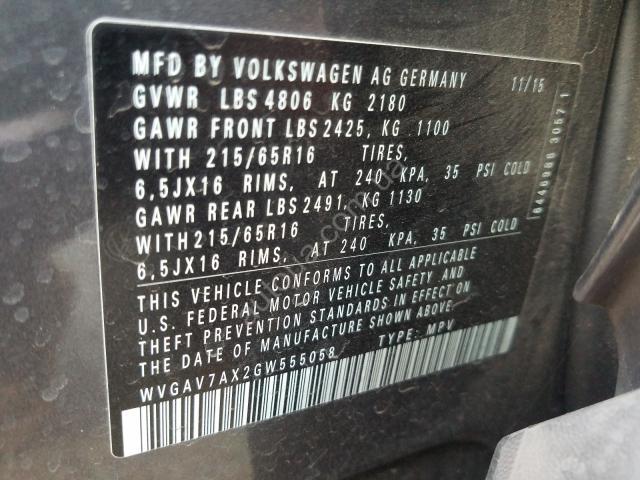 MFD BY VOLKSWAGEN AG GERMANY 11/15
GVWR LBS 4806 KG 2180
GAWR FRONT LBS 2425, KG 1100
WITH 215/65R16 TIRES,
6,5JX16 RIMS, AT 240 KPA, 35 PSI COLD
GAWR REAR LBS 2491, KG 1130
WITH 215/65R16 TIRES,
6,5JX16 RIMS, AT 240 KPA, 35 PSI COLD
THIS VEHICLE CONFORMS TO ALL APPLICABLE
U.S. FEDERAL MOTOR VEHICLE SAFETY AND
THEFT PREVENTION STANDARDS IN EFFECT ON
THE DATE OF MANUFACTURE SHOWN ABOVE.
WVGAV7AX2GW555058 TYPE: MPV